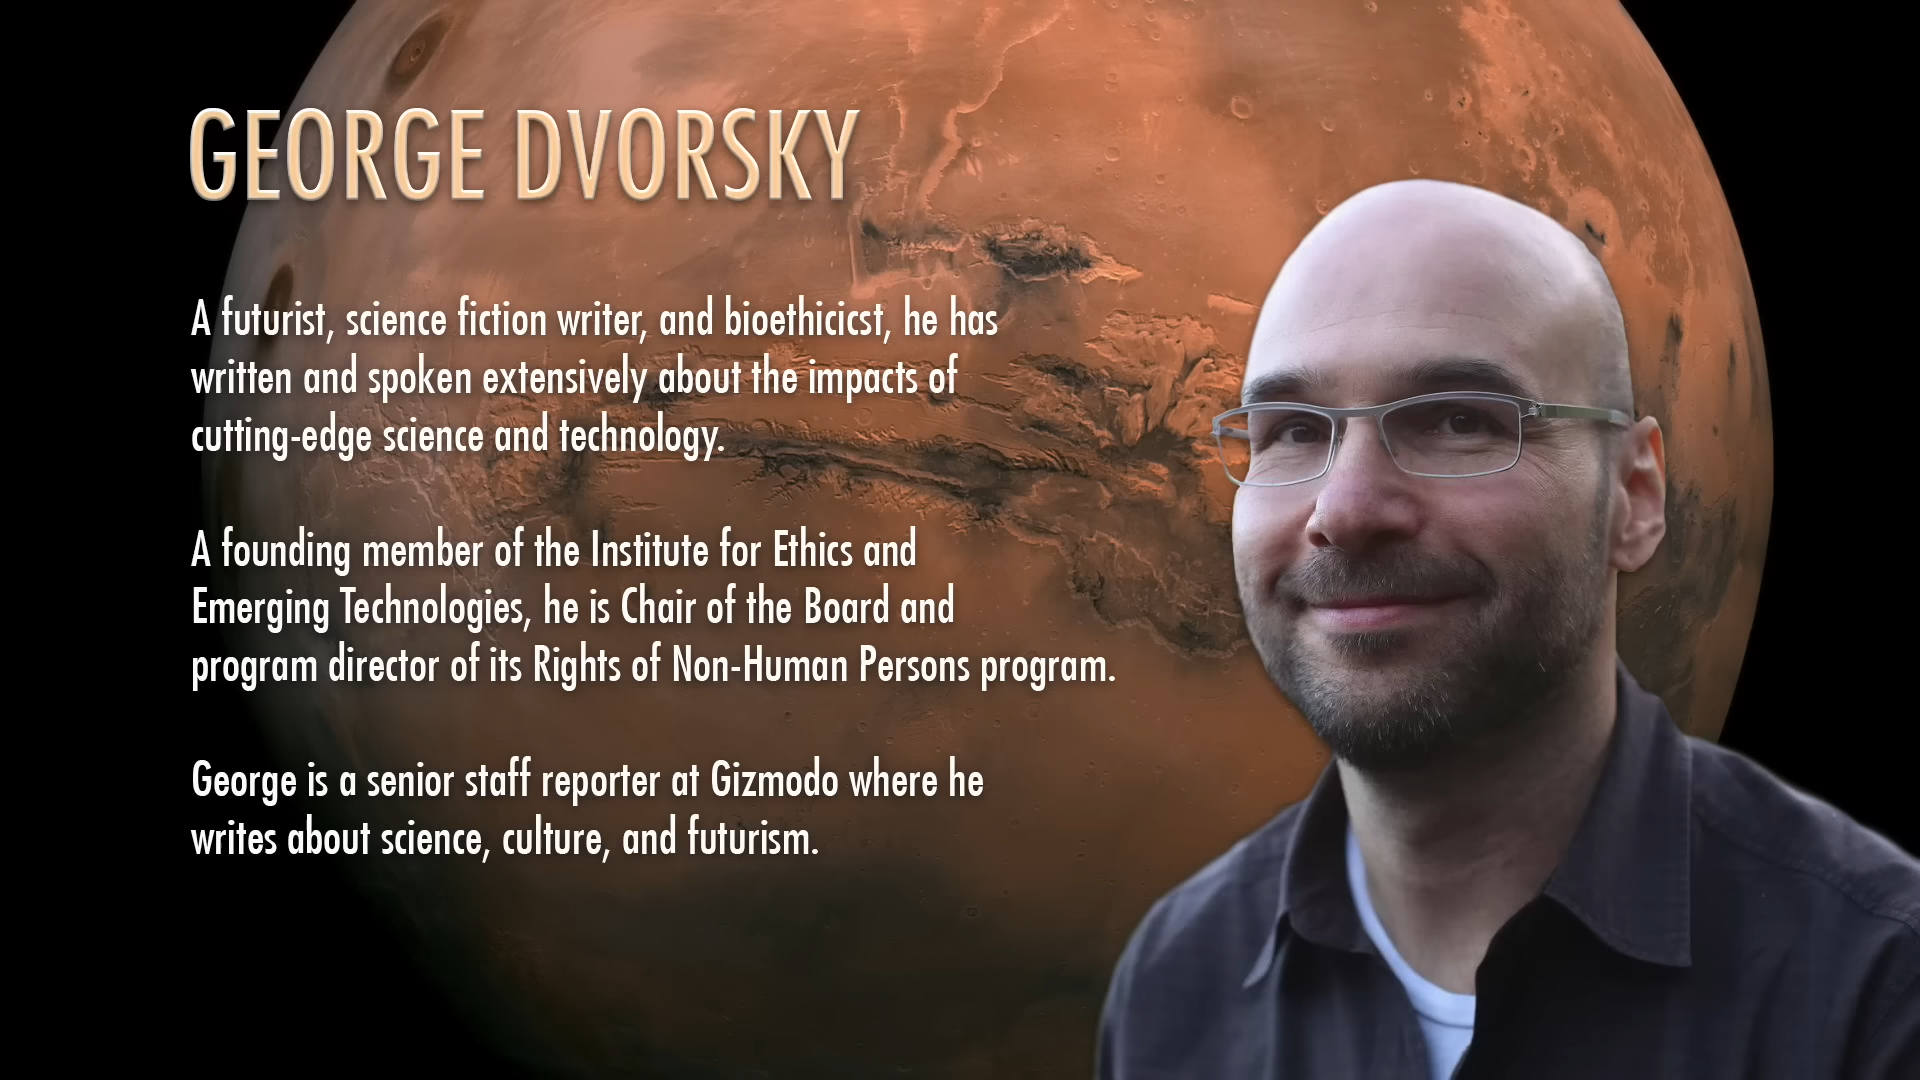 GEORGE DVORSKY
A futurist, science fiction writer, and bioethicicst, he has
written and spoken extensively about the impacts of
cutting-edge science and technology.
A founding member of the Institute for Ethics and
Emerging Technologies, he is Chair of the Board and
program director of its Rights of Non-Human Persons program.
George is a senior staff reporter at Gizmodo where he
writes about science, culture, and futurism.